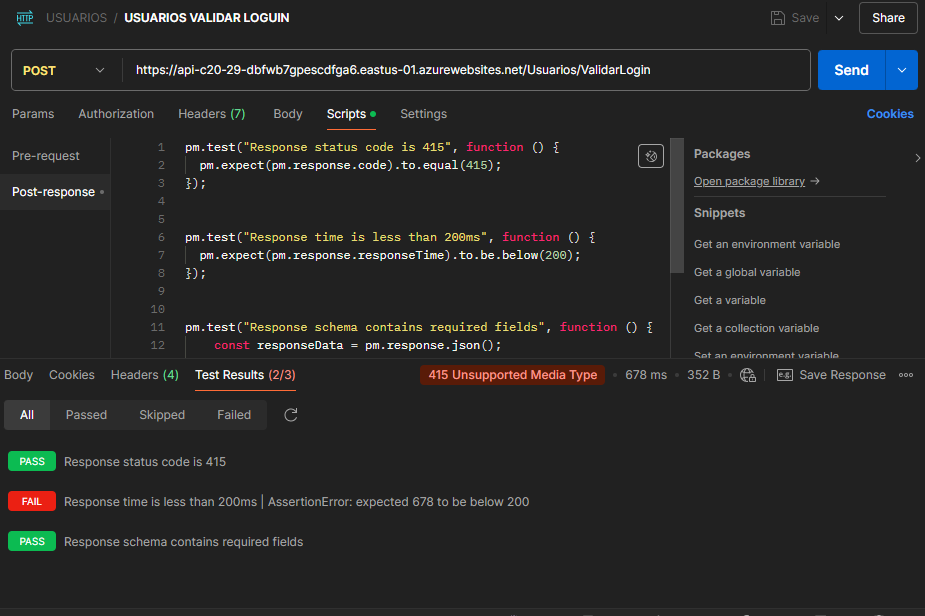 HTTP USUARIOS / USUARIOS VALIDAR LOGUIN Save Share
POST https://api-c20-29-dbfwb7gpescdfga6.eastus-01.azurewebsites.net/Usuarios/ValidarLogin Send
Params Authorization Headers (7) Body Scripts Settings Cookies
Pre-request
Post-response
1 pm.test("Response status code is 415", function () {
2 pm.expect(pm.response.code).to.equal(415);
3 });
4
5
6 pm.test("Response time is less than 200ms", function () {
7 pm.expect(pm.response.responseTime).to.be.below(200);
8 });
9
10
11 pm.test("Response schema contains required fields", function () {
12 const responseData = pm.response.json();
Packages
Open package library →
Snippets
Get an environment variable
Get a global variable
Get a variable
Get a collection variable
Set an environment variable
Body Cookies Headers (4) Test Results (2/3) 415 Unsupported Media Type • 678 ms • 352 B • e.g. Save Response
All Passed Skipped Failed
PASS Response status code is 415
FAIL Response time is less than 200ms | AssertionError: expected 678 to be below 200
PASS Response schema contains required fields